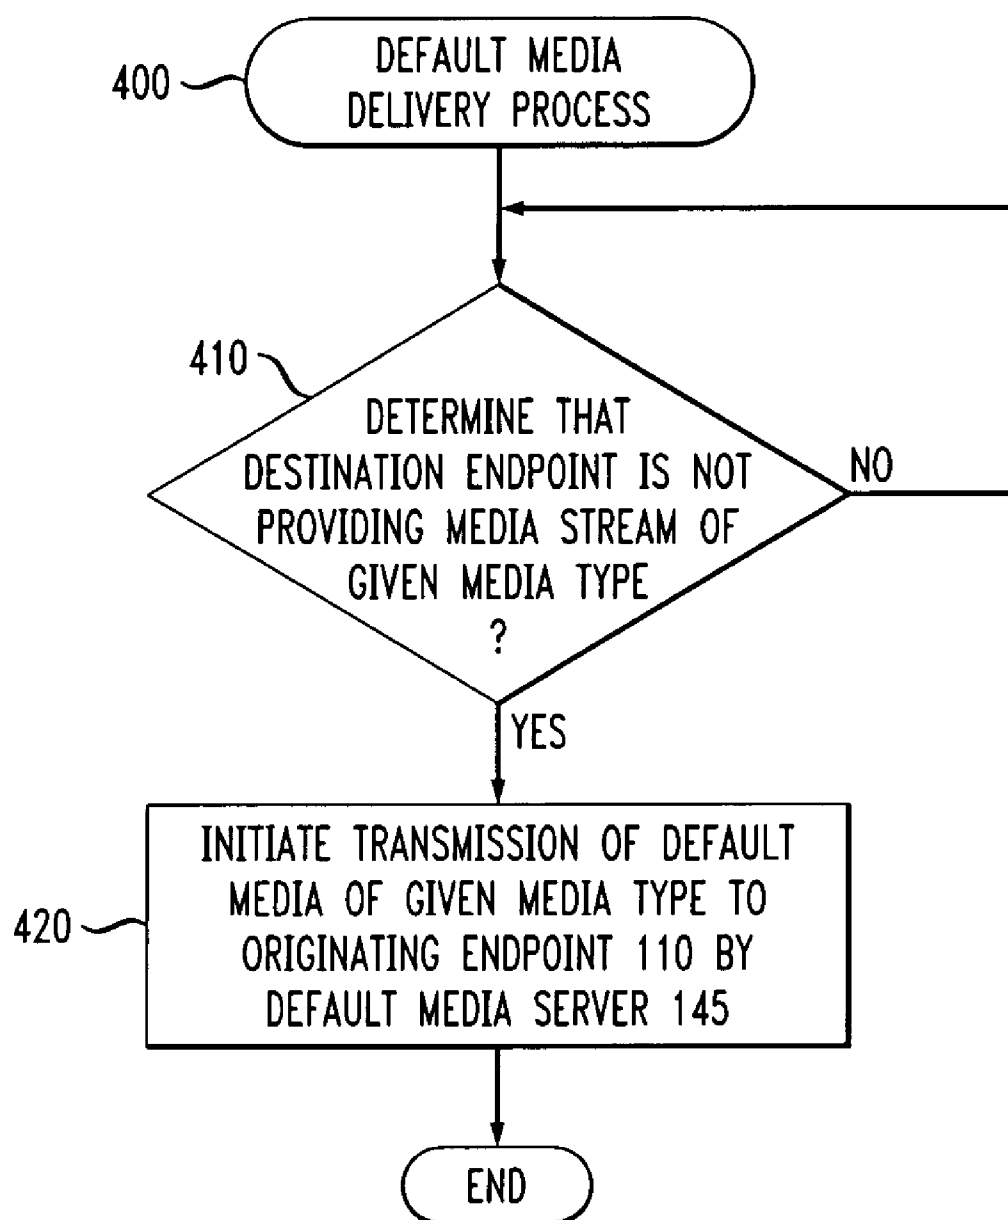 400
DEFAULT MEDIA
DELIVERY PROCESS
410
DETERMINE THAT
DESTINATION ENDPOINT IS NOT
PROVIDING MEDIA STREAM OF
GIVEN MEDIA TYPE
?
NO
YES
420
INITIATE TRANSMISSION OF DEFAULT
MEDIA OF GIVEN MEDIA TYPE TO
ORIGINATING ENDPOINT 110 BY
DEFAULT MEDIA SERVER 145
END